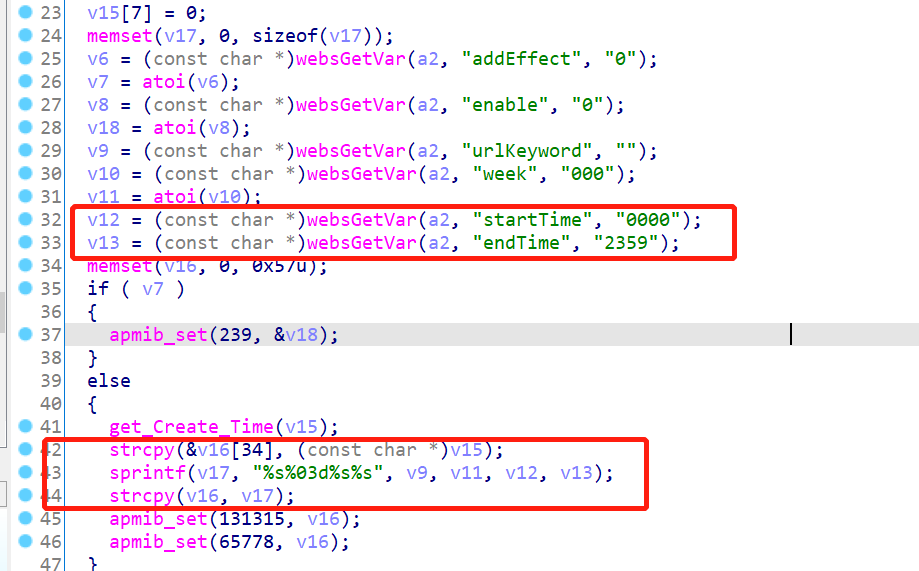 23 v15[7] = 0;
24 memset(v17, 0, sizeof(v17));
25 v6 = (const char *)websGetVar(a2, "addEffect", "0");
26 v7 = atoi(v6);
27 v8 = (const char *)websGetVar(a2, "enable", "0");
28 v18 = atoi(v8);
29 v9 = (const char *)websGetVar(a2, "urlKeyword", "");
30 v10 = (const char *)websGetVar(a2, "week", "000");
31 v11 = atoi(v10);
32 v12 = (const char *)websGetVar(a2, "startTime", "0000");
33 v13 = (const char *)websGetVar(a2, "endTime", "2359");
34 memset(v16, 0, 0x57u);
35 if ( v7 )
36 {
37 apmib_set(239, &v18);
38 }
39 else
40 {
41 get_Create_Time(v15);
42 strcpy(&v16[34], (const char *)v15);
43 sprintf(v17, "%s%03d%s%s", v9, v11, v12, v13);
44 strcpy(v16, v17);
45 apmib_set(131315, v16);
46 apmib_set(65778, v16);
47 }